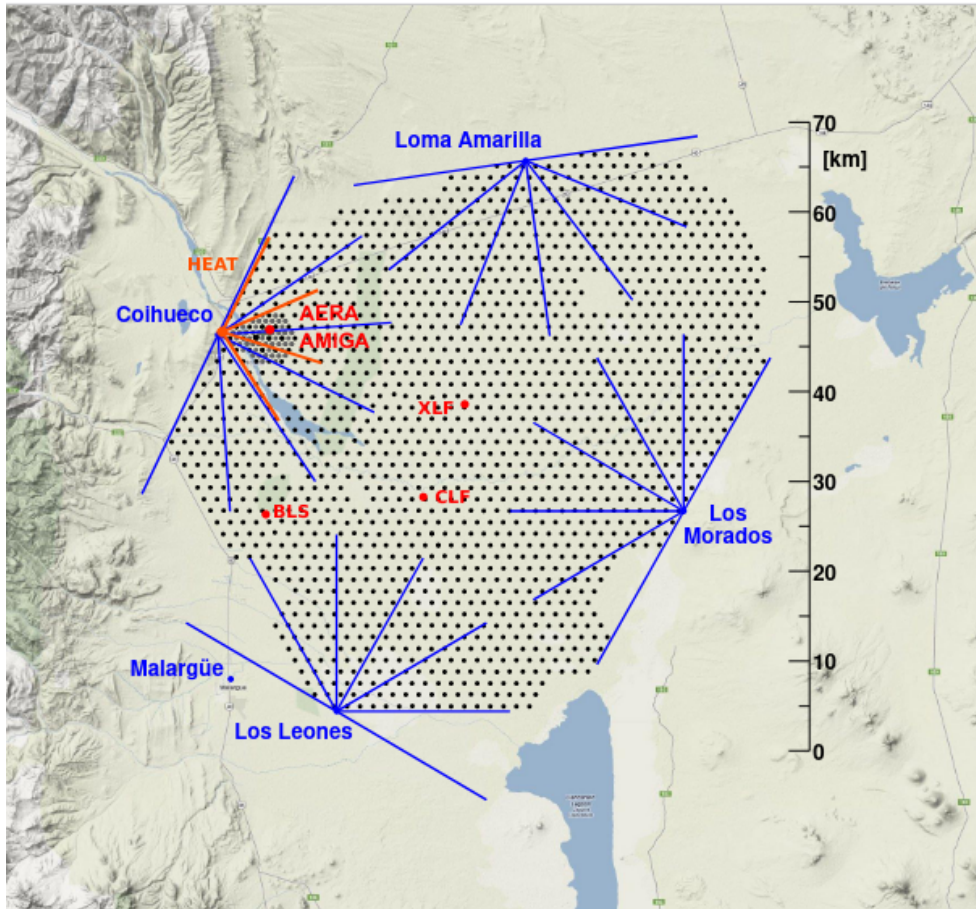 70
Loma Amarilla
[km]
60
HEAT
Coihueco
AERA
50
AMIGA
40
XLF
30
CLF
BLS
Los
Morados
20
10
Malargüe
Malargüe
0
Los Leones